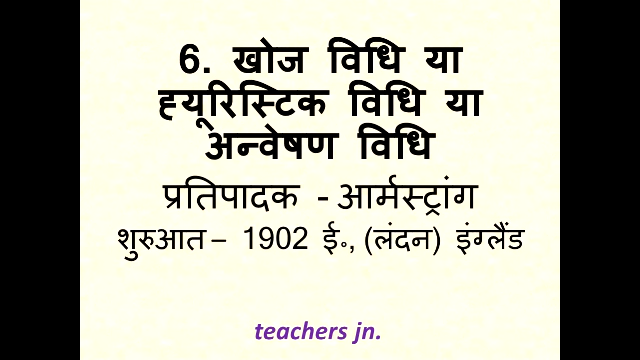 6. खोज विधि या
ह्यूरिस्टिक विधि या
अन्वेषण विधि
प्रतिपादक - आर्मस्ट्रांग
शुरुआत – 1902 ई॰, (लंदन) इंग्लैंड
teachers jn.